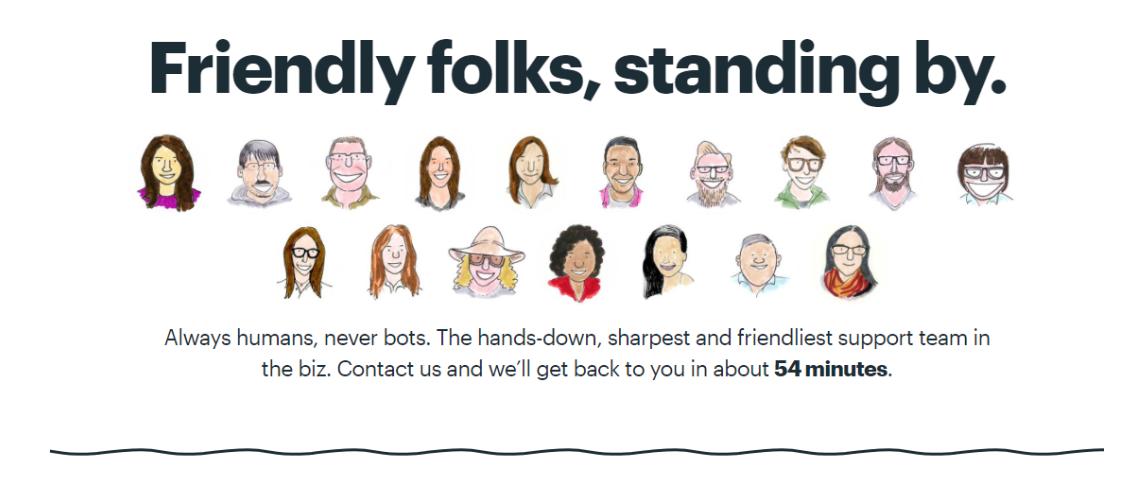 Friendly folks, standing by.
Always humans, never bots. The hands-down, sharpest and friendliest support team in
the biz. Contact us and we’ll get back to you in about 54 minutes.